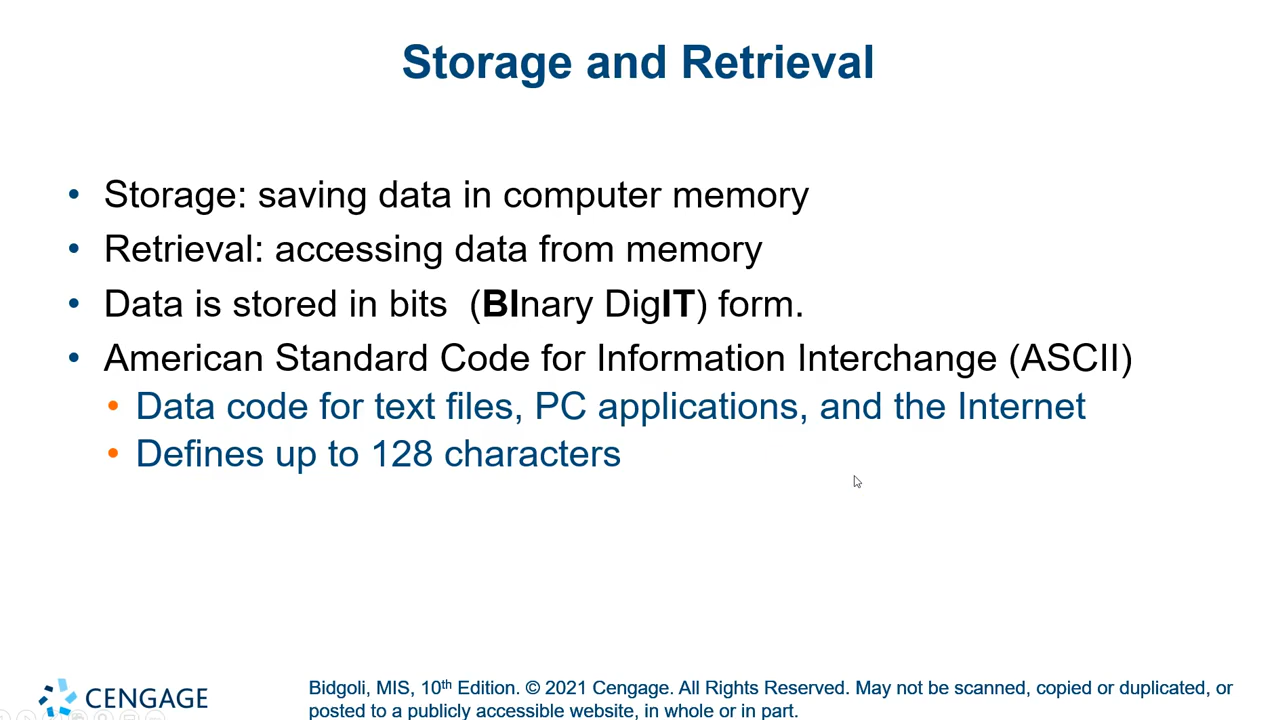 Storage and Retrieval
• Storage: saving data in computer memory
• Retrieval: accessing data from memory
• Data is stored in bits (BInary DigIT) form.
• American Standard Code for Information Interchange (ASCII)
• Data code for text files, PC applications, and the Internet
• Defines up to 128 characters
CENGAGE
Bidgoli, MIS, 10th Edition. © 2021 Cengage. All Rights Reserved. May not be scanned, copied or duplicated, or
posted to a publicly accessible website, in whole or in part.